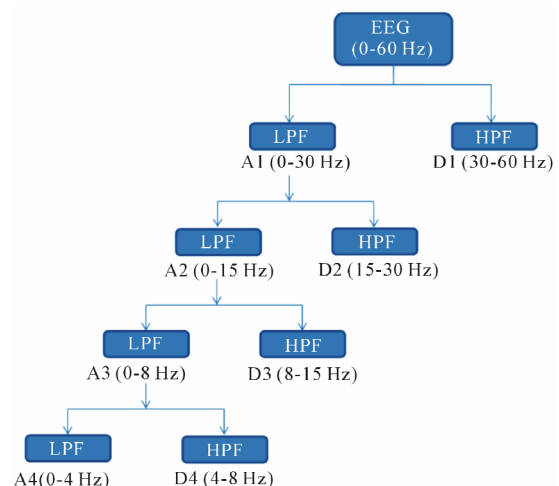 EEG
(0-60 Hz)
LPF
HPF
A1 (0-30 Hz)
D1 (30-60 Hz)
LPF
HPF
A2 (0-15 Hz)
D2 (15-30 Hz)
LPF
HPF
A3 (0-8 Hz)
D3 (8-15 Hz)
LPF
HPF
A4(0-4 Hz)
D4 (4-8 Hz)